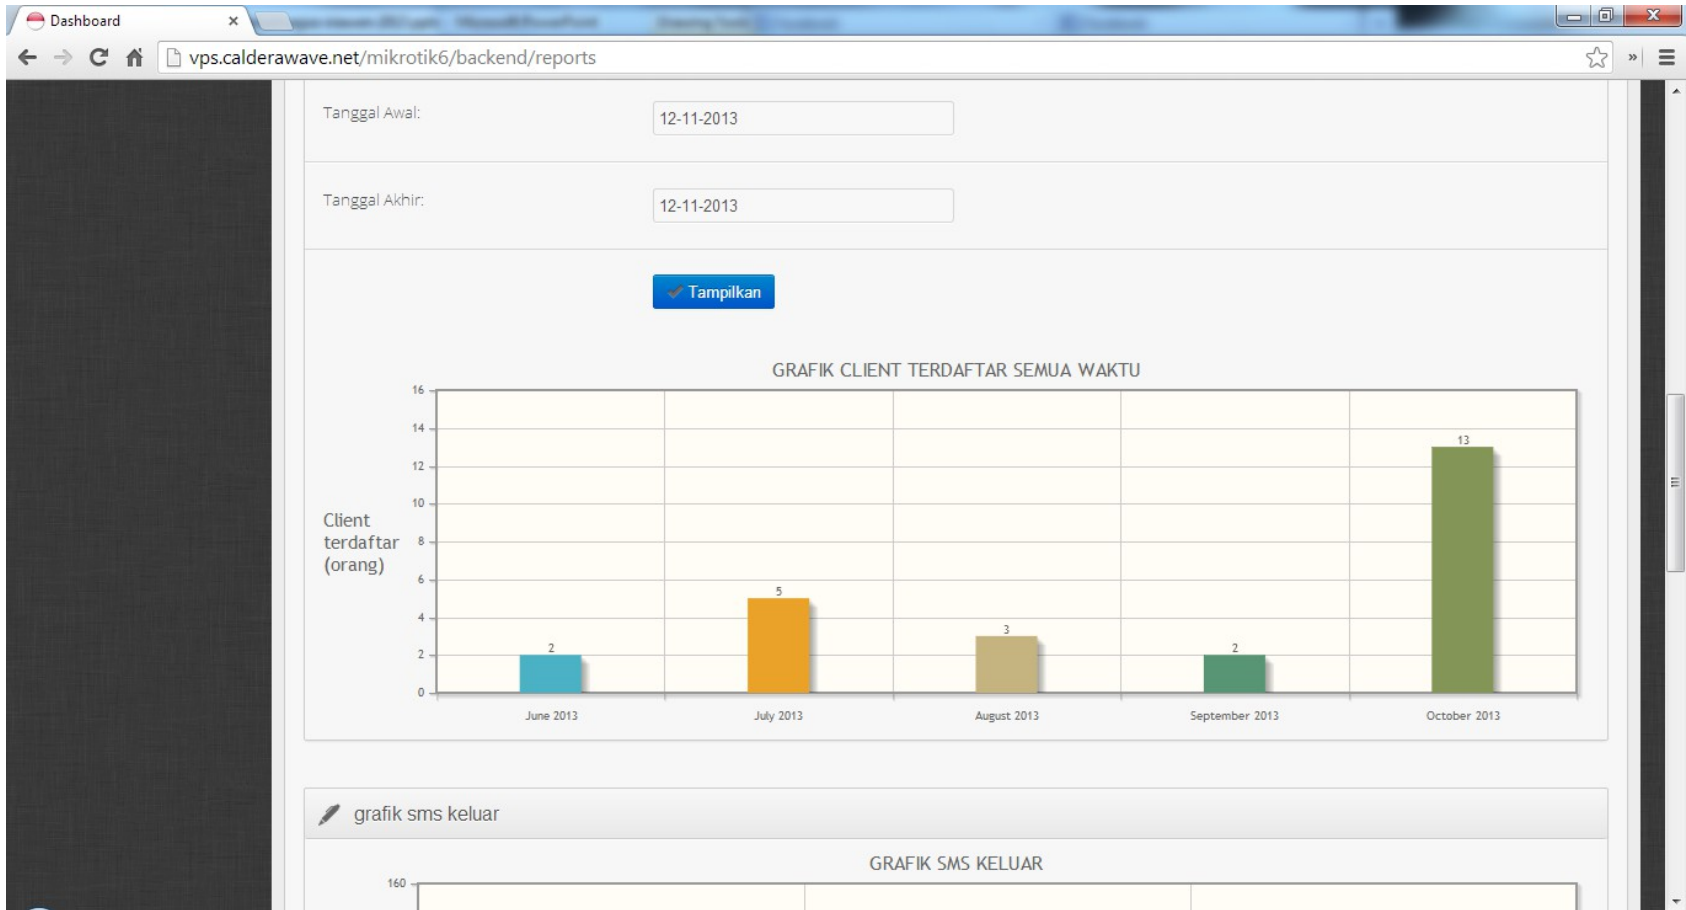 Dashboard
vps.calderawave.net/mikrotik6/backend/reports
Tanggal Awal:
12-11-2013
Tanggal Akhir:
12-11-2013
Tampilkan
GRAFIK CLIENT TERDAFTAR SEMUA WAKTU
16
14
12
10
8
6
4
2
0
Client
terdaftar
(orang)
2
5
3
2
13
June 2013
July 2013
August 2013
September 2013
October 2013
grafik sms keluar
GRAFIK SMS KELUAR
160